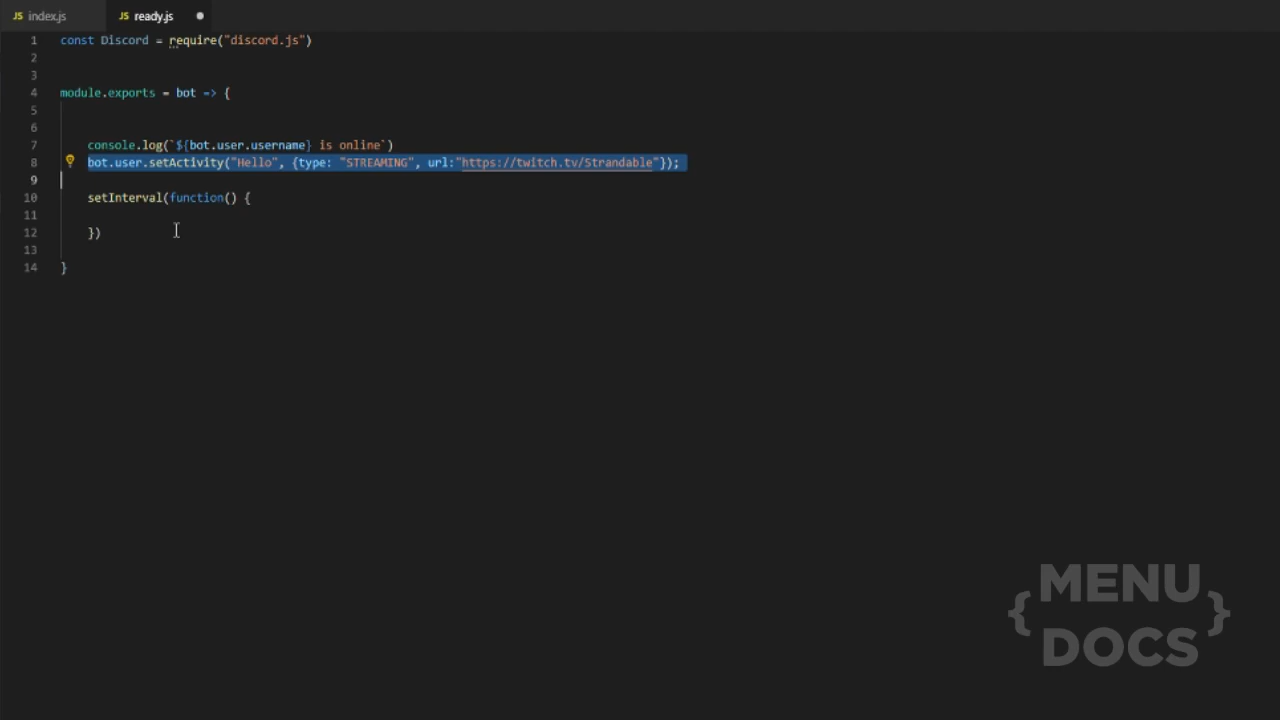 JS index.js JS ready.js
1 const Discord = require("discord.js")
2
3
4 module.exports = bot => {
5
6
7 console.log(`${bot.user.username} is online`)
8 bot.user.setActivity("Hello", {type: "STREAMING", url:"https://twitch.tv/Strandable"});
9
10 setInterval(function() {
11
12 })
13
14 }
{ MENU
DOCS }